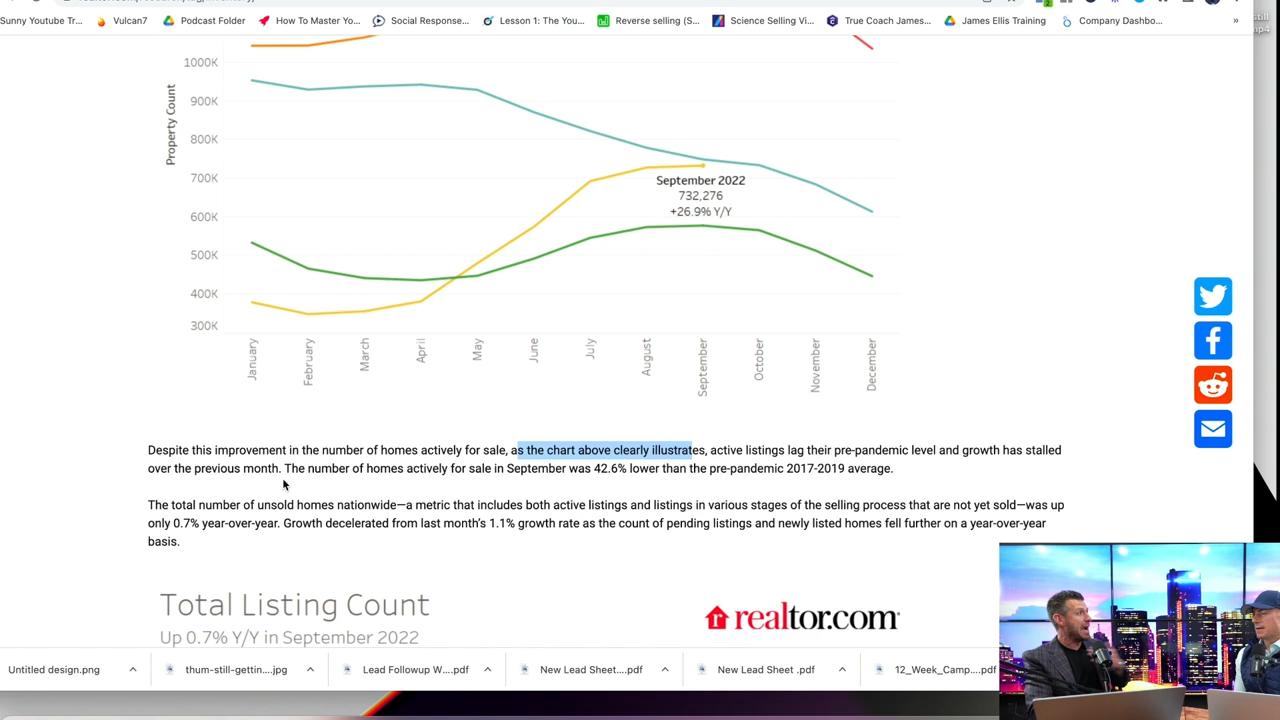 Sunny Youtube Tr... Vulcan7 Podcast Folder How To Master Yo... Social Response... Lesson 1: The You... Reverse selling (S... Science Selling Vi... True Coach James... James Ellis Training Company Dashbo... »
Property Count
1000K
900K
800K
700K
600K
500K
400K
300K
September 2022
732,276
+26.9% Y/Y
January February March April May June July August September October November December
Despite this improvement in the number of homes actively for sale, as the chart above clearly illustrates, active listings lag their pre-pandemic level and growth has stalled
over the previous month. The number of homes actively for sale in September was 42.6% lower than the pre-pandemic 2017-2019 average.
The total number of unsold homes nationwide—a metric that includes both active listings and listings in various stages of the selling process that are not yet sold—was up
only 0.7% year-over-year. Growth decelerated from last month's 1.1% growth rate as the count of pending listings and newly listed homes fell further on a year-over-year
basis.
Total Listing Count
Up 0.7% Y/Y in September 2022
realtor.com
Untitled design.png thum-still-gettin....jpg Lead Followup W....pdf New Lead Sheet....pdf New Lead Sheet .pdf 12_Week_Camp....pdf